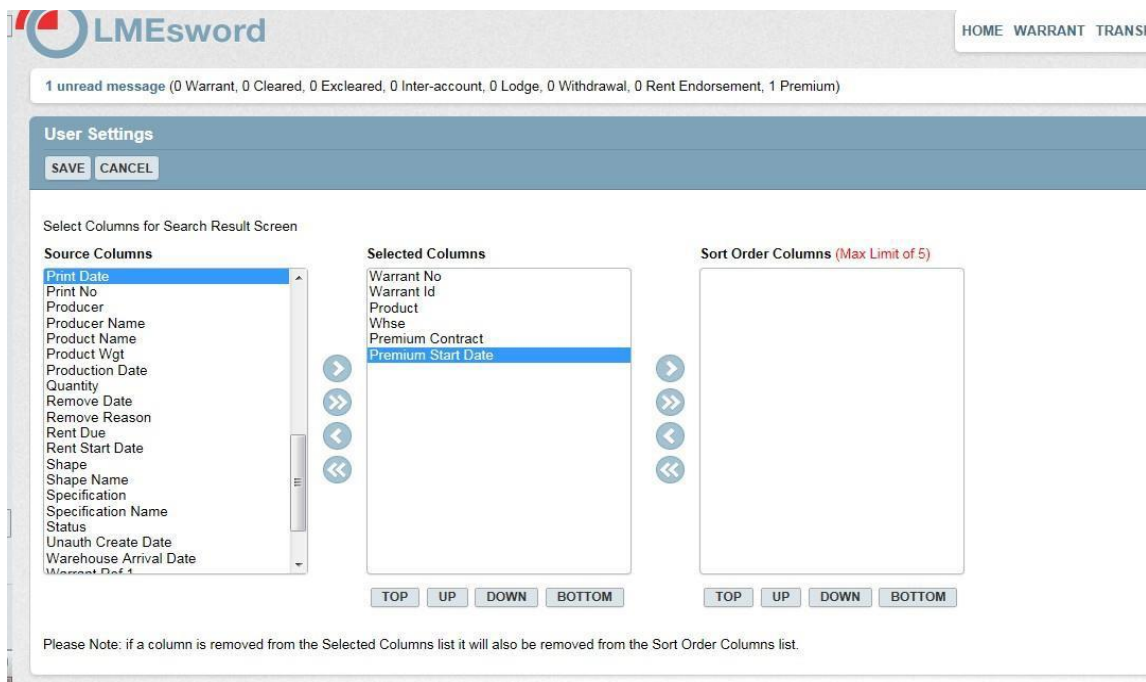 LMEsword
HOME WARRANT
1 unread message (0 Warrant, 0 Cleared, 0 Excleared, 0 Inter-account, 0 Lodge, 0 Withdrawal, 0 Rent Endorsement, 1 Premium)
User Settings
SAVE CANCEL
Select Columns for Search Result Screen
Source Columns
Print Date
Print No
Producer
Producer Name
Product Name
Product Wgt
Production Date
Quantity
Remove Date
Remove Reason
Rent Due
Rent Start Date
Shape
Shape Name
Specification
Specification Name
Status
Unauth Create Date
Warehouse Arrival Date
Warrant Ref 1
Selected Columns
Warrant No
Warrant Id
Product
Whse
Premium Contract
Premium Start Date
TOP UP DOWN BOTTOM
Sort Order Columns (Max Limit of 5)
TOP UP DOWN BOTTOM
Please Note: if a column is removed from the Selected Columns list it will also be removed from the Sort Order Columns list.